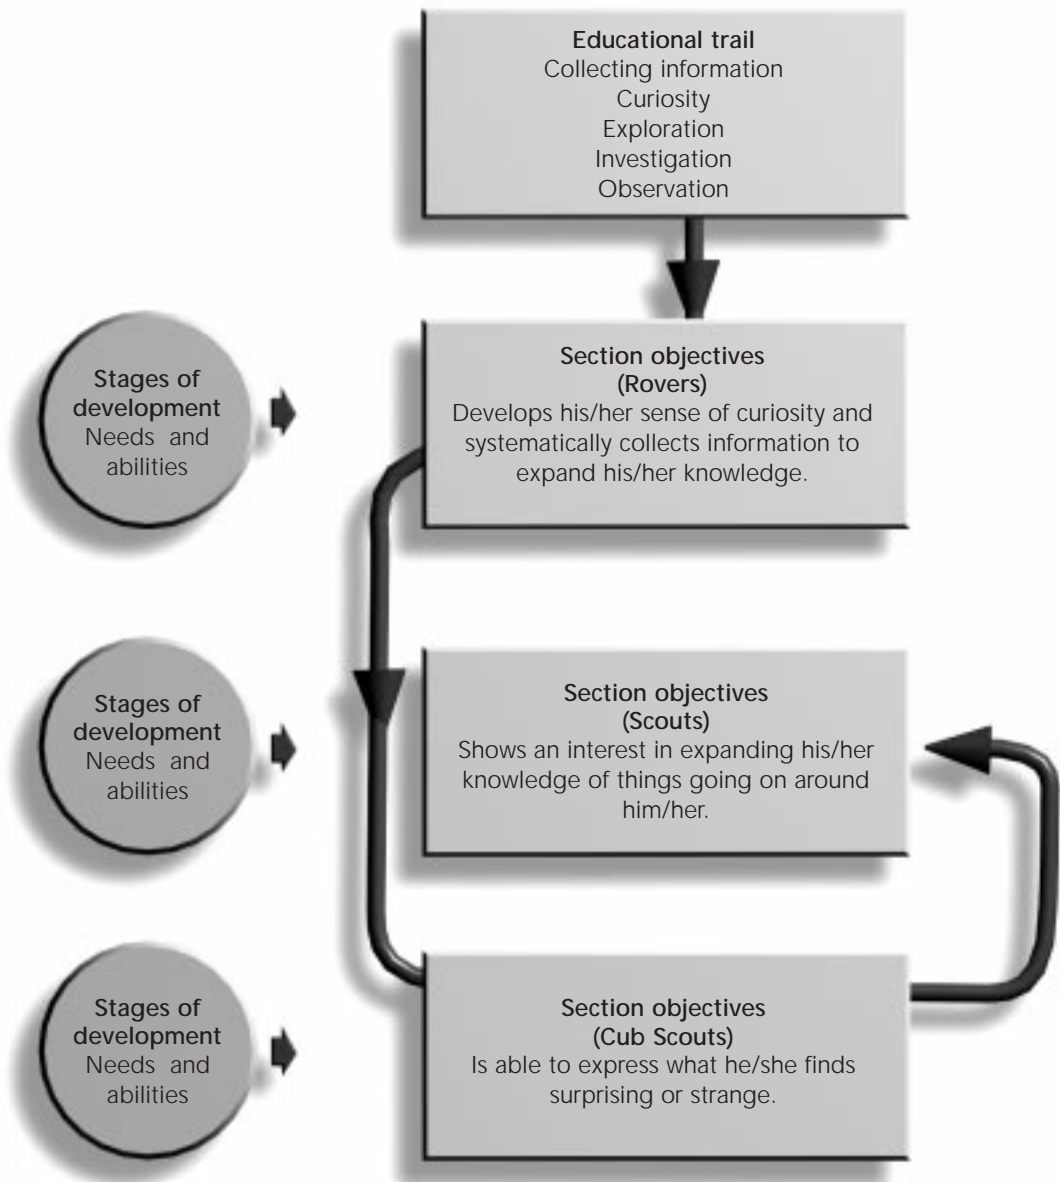 Educational trail
Collecting information
Curiosity
Exploration
Investigation
Observation
Stages of
development
Needs and
abilities
Section objectives
(Rovers)
Develops his/her sense of curiosity and
systematically collects information to
expand his/her knowledge.
Stages of
development
Needs and
abilities
Section objectives
(Scouts)
Shows an interest in expanding his/her
knowledge of things going on around
him/her.
Stages of
development
Needs and
abilities
Section objectives
(Cub Scouts)
Is able to express what he/she finds
surprising or strange.